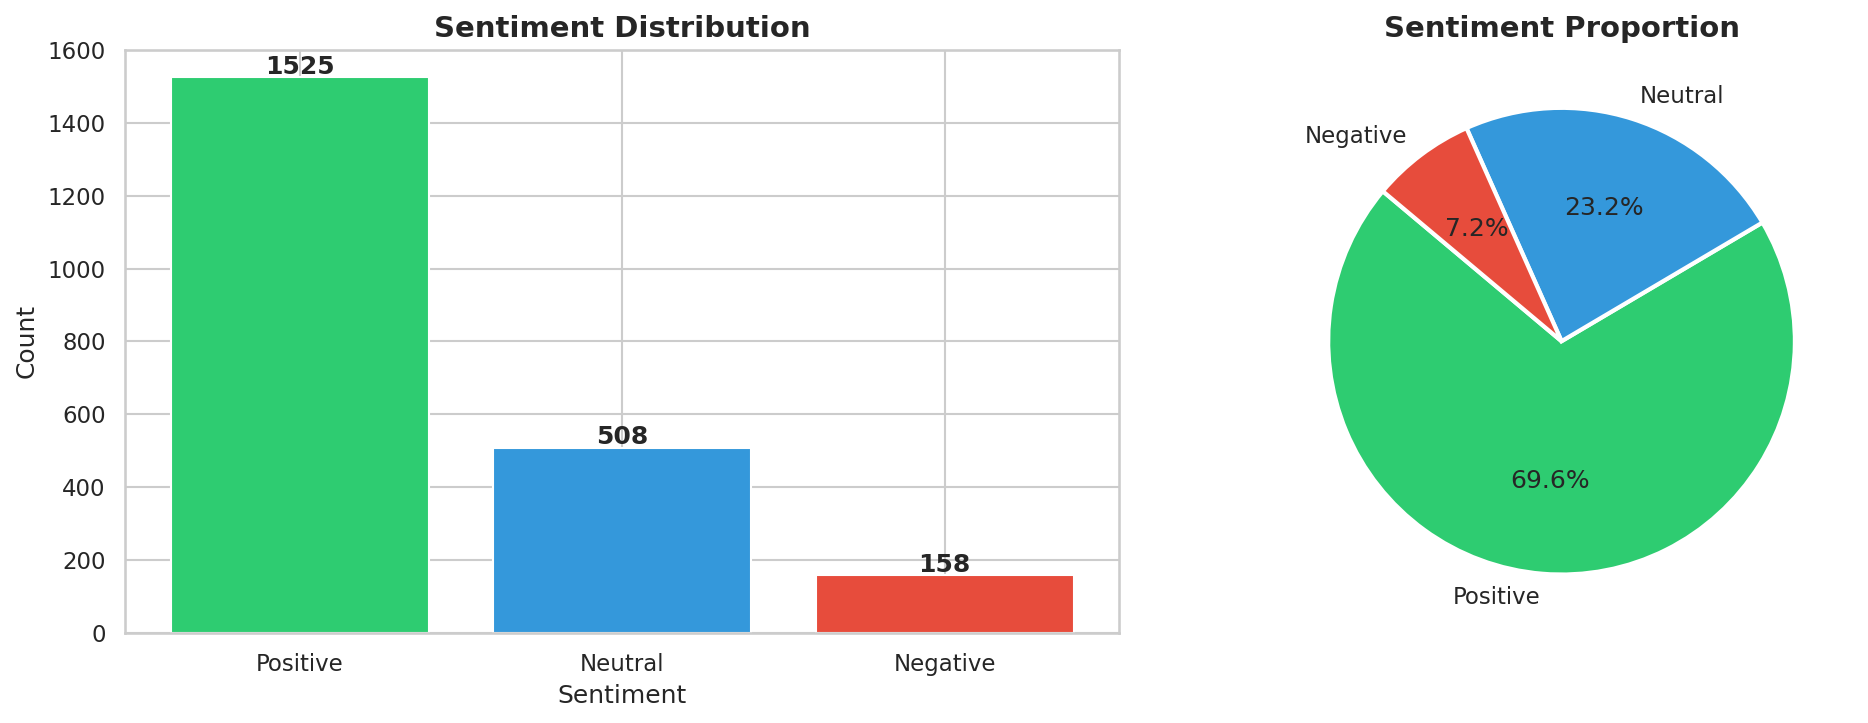 Sentiment Distribution
1600
1400
1200
1000
800
600
400
200
0
Count
1525
508
158
Positive
Neutral
Negative
Sentiment
Sentiment Proportion
Neutral
Negative
23.2%
7.2%
69.6%
Positive